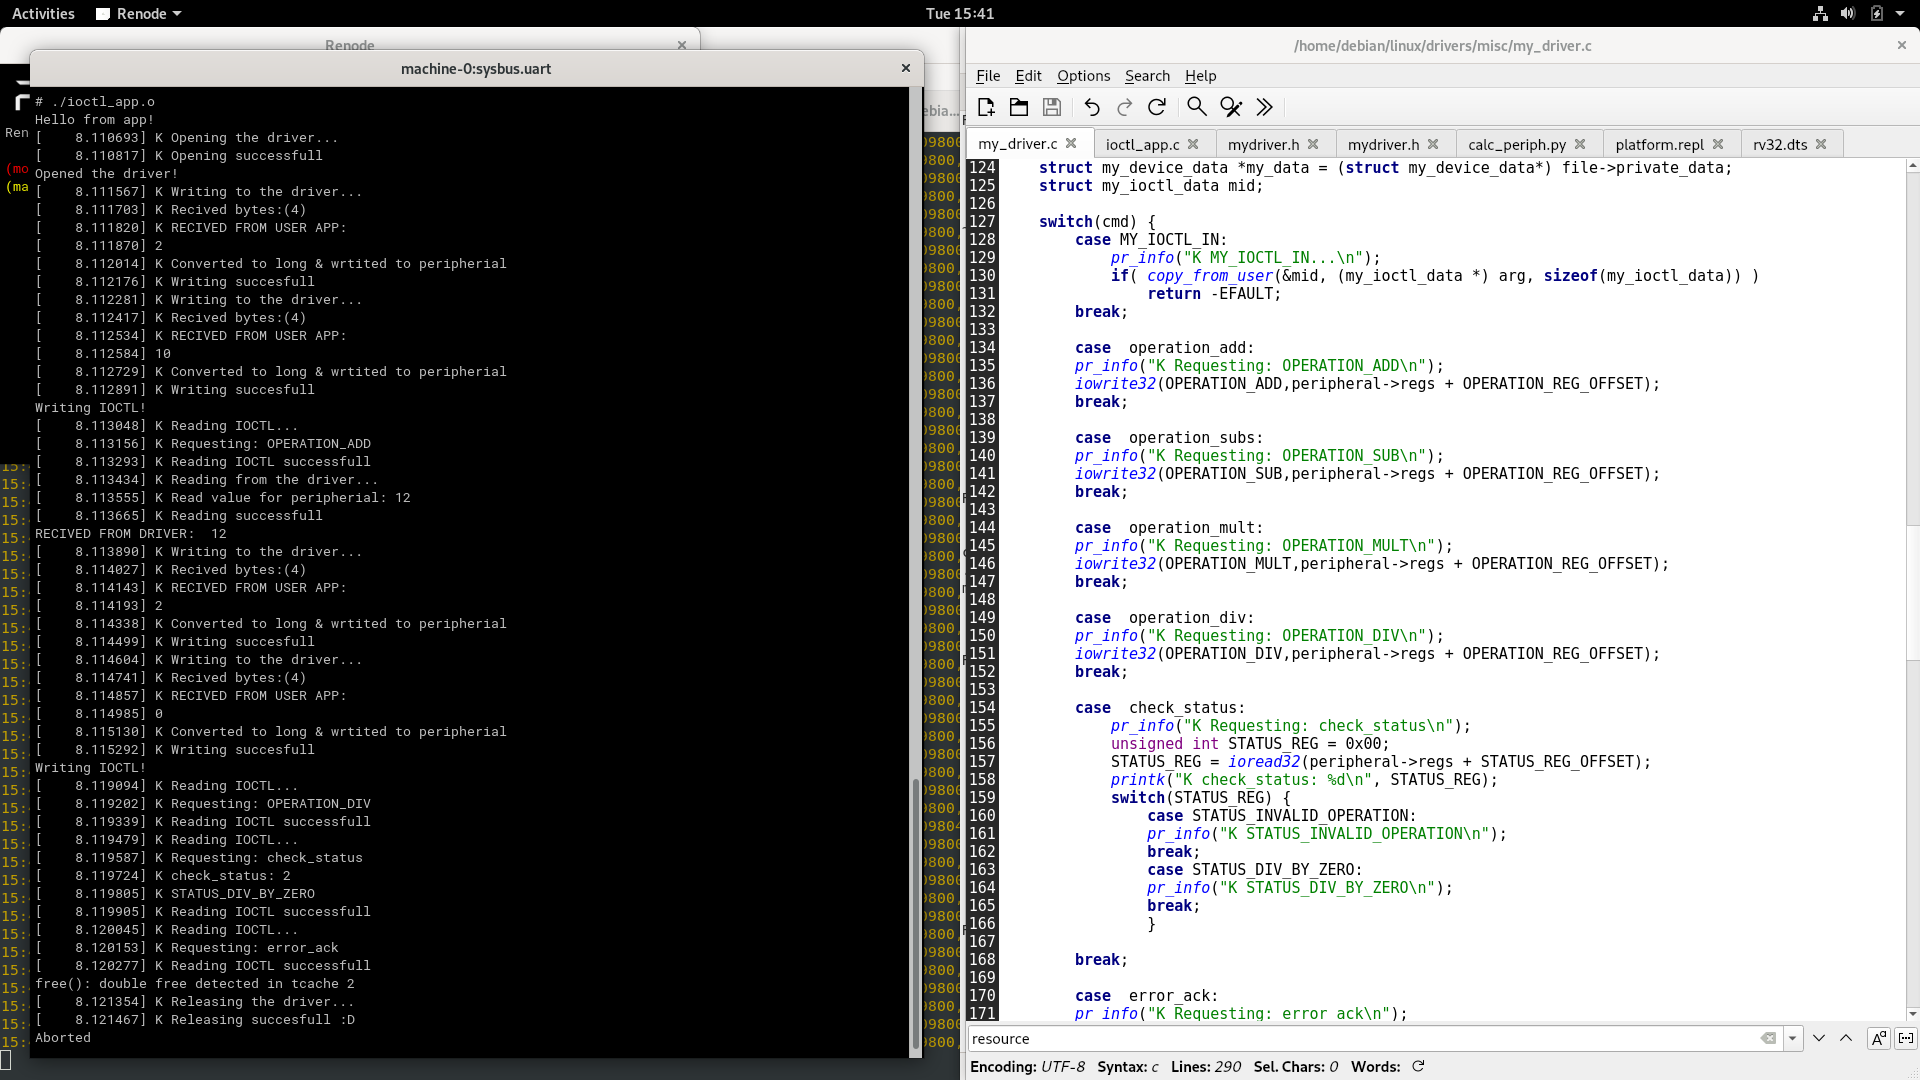 Activities Renode Tue 15:41
Renode
machine-0:sysbus.uart
# ./ioctl_app.o
Hello from app!
[    8.110693] K Opening the driver...
[    8.110817] K Opening successfull
Opened the driver!
[    8.111567] K Writing to the driver...
[    8.111703] K Recived bytes:(4)
[    8.111820] K RECIVED FROM USER APP:
[    8.111870] 2
[    8.112014] K Converted to long & wrtited to peripherial
[    8.112176] K Writing succesfull
[    8.112281] K Writing to the driver...
[    8.112417] K Recived bytes:(4)
[    8.112534] K RECIVED FROM USER APP:
[    8.112584] 10
[    8.112729] K Converted to long & wrtited to peripherial
[    8.112891] K Writing succesfull
Writing IOCTL!
[    8.113048] K Reading IOCTL...
[    8.113156] K Requesting: OPERATION_ADD
[    8.113293] K Reading IOCTL successfull
[    8.113434] K Reading from the driver...
[    8.113555] K Read value for peripherial: 12
[    8.113665] K Reading successfull
RECIVED FROM DRIVER:  12
[    8.113890] K Writing to the driver...
[    8.114027] K Recived bytes:(4)
[    8.114143] K RECIVED FROM USER APP:
[    8.114193] 2
[    8.114338] K Converted to long & wrtited to peripherial
[    8.114499] K Writing succesfull
[    8.114604] K Writing to the driver...
[    8.114741] K Recived bytes:(4)
[    8.114857] K RECIVED FROM USER APP:
[    8.114985] 0
[    8.115130] K Converted to long & wrtited to peripherial
[    8.115292] K Writing succesfull
Writing IOCTL!
[    8.119094] K Reading IOCTL...
[    8.119202] K Requesting: OPERATION_DIV
[    8.119339] K Reading IOCTL successfull
[    8.119479] K Reading IOCTL...
[    8.119587] K Requesting: check_status
[    8.119724] K check_status: 2
[    8.119805] K STATUS_DIV_BY_ZERO
[    8.119905] K Reading IOCTL successfull
[    8.120045] K Reading IOCTL...
[    8.120153] K Requesting: error_ack
[    8.120277] K Reading IOCTL successfull
free(): double free detected in tcache 2
[    8.121354] K Releasing the driver...
[    8.121467] K Releasing succesfull :D
Aborted
/home/debian/linux/drivers/misc/my_driver.c
File Edit Options Search Help
my_driver.c ioctl_app.c mydriver.h mydriver.h calc_periph.py platform.repl rv32.dts
124     struct my_device_data *my_data = (struct my_device_data*) file->private_data;
125     struct my_ioctl_data mid;
126
127     switch(cmd) {
128         case MY_IOCTL_IN:
129             pr_info("K MY_IOCTL_IN...\n");
130             if( copy_from_user(&mid, (my_ioctl_data *) arg, sizeof(my_ioctl_data)) )
131                 return -EFAULT;
132         break;
133
134         case  operation_add:
135         pr_info("K Requesting: OPERATION_ADD\n");
136         iowrite32(OPERATION_ADD,peripheral->regs + OPERATION_REG_OFFSET);
137         break;
138
139         case  operation_subs:
140         pr_info("K Requesting: OPERATION_SUB\n");
141         iowrite32(OPERATION_SUB,peripheral->regs + OPERATION_REG_OFFSET);
142         break;
143
144         case  operation_mult:
145         pr_info("K Requesting: OPERATION_MULT\n");
146         iowrite32(OPERATION_MULT,peripheral->regs + OPERATION_REG_OFFSET);
147         break;
148
149         case  operation_div:
150         pr_info("K Requesting: OPERATION_DIV\n");
151         iowrite32(OPERATION_DIV,peripheral->regs + OPERATION_REG_OFFSET);
152         break;
153
154         case  check_status:
155             pr_info("K Requesting: check_status\n");
156             unsigned int STATUS_REG = 0x00;
157             STATUS_REG = ioread32(peripheral->regs + STATUS_REG_OFFSET);
158             printk("K check_status: %d\n", STATUS_REG);
159             switch(STATUS_REG) {
160                 case STATUS_INVALID_OPERATION:
161                 pr_info("K STATUS_INVALID_OPERATION\n");
162                 break;
163                 case STATUS_DIV_BY_ZERO:
164                 pr_info("K STATUS_DIV_BY_ZERO\n");
165                 break;
166                 }
167
168         break;
169
170         case  error_ack:
171         pr_info("K Requesting: error_ack\n");
resource
Encoding: UTF-8 Syntax: c Lines: 290 Sel. Chars: 0 Words: